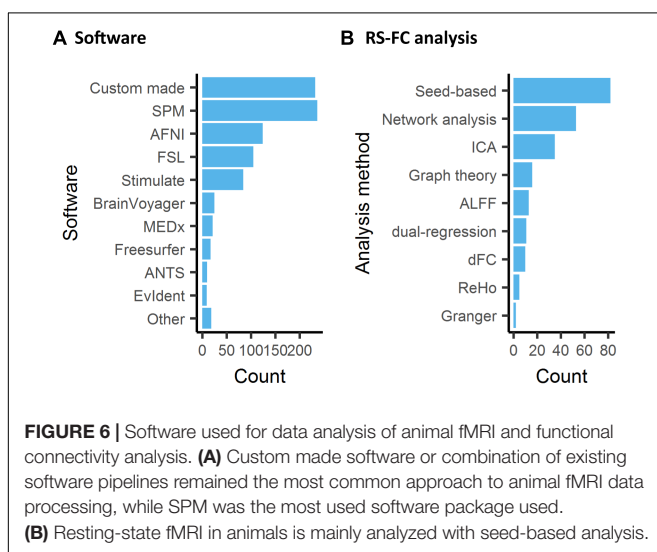 A Software
Custom made
SPM
AFNI
FSL
Stimulate
BrainVoyager
MEDx
Freesurfer
ANTS
EvIdent
Other
Software
0 50 100 150 200
Count
B RS-FC analysis
Seed-based
Network analysis
ICA
Graph theory
ALFF
dual-regression
dFC
ReHo
Granger
Analysis method
0 20 40 60 80
Count
FIGURE 6 | Software used for data analysis of animal fMRI and functional
connectivity analysis. (A) Custom made software or combination of existing
software pipelines remained the most common approach to animal fMRI data
processing, while SPM was the most used software package used.
(B) Resting-state fMRI in animals is mainly analyzed with seed-based analysis.